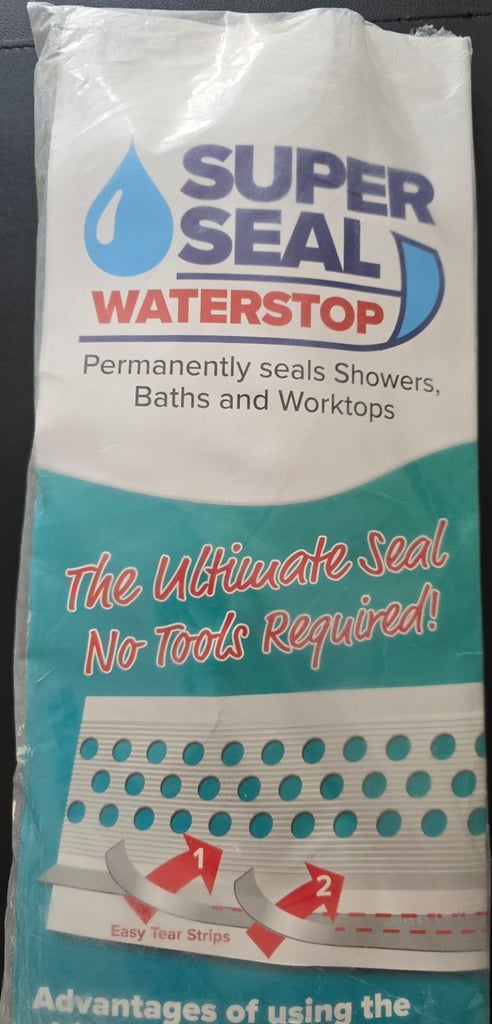 SUPER
SEAL
WATERSTOP
Permanently seals Showers,
Baths and Worktops
The Ultimate Seal
No Tools Required!
1
2
Easy Tear Strips
Advantages of using the